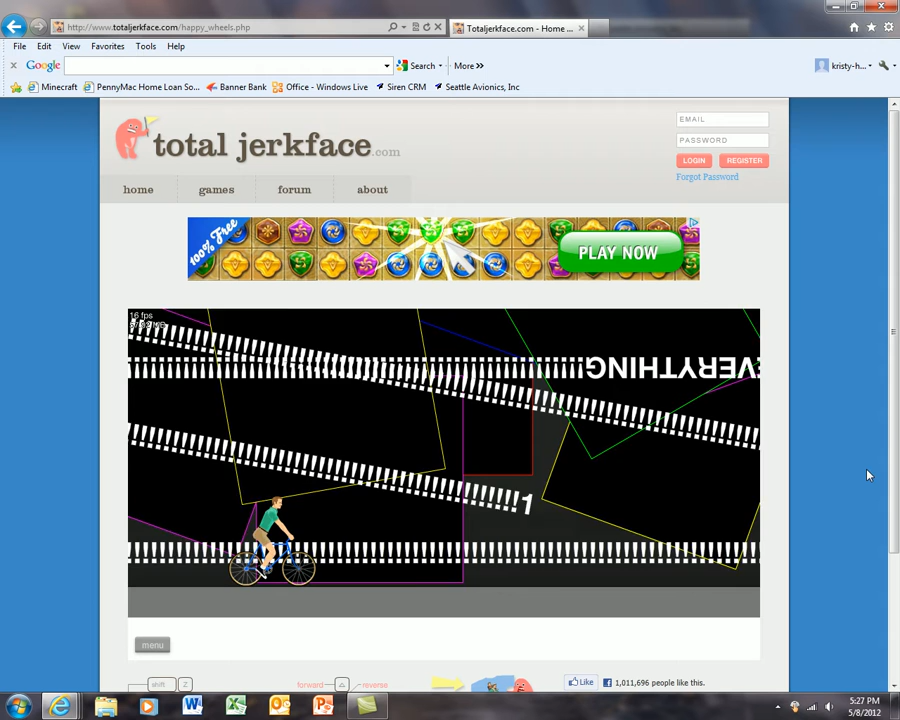 http://www.totaljerkface.com/happy_wheels.php
Totaljerkface.com - Home ...
File Edit View Favorites Tools Help
Google Search More »
kristy-h...
Minecraft PennyMac Home Loan So... Banner Bank Office - Windows Live Siren CRM Seattle Avionics, Inc
total jerkface.com
EMAIL
PASSWORD
LOGIN REGISTER
Forgot Password
home games forum about
100% Free
PLAY NOW
16 fps
EVERYTHING
!!!!!!!!!!!!!!!!!!!!!!!!!!!!!!1
menu
shift Z forward reverse
Like 1,011,696 people like this.
5:27 PM
5/8/2012